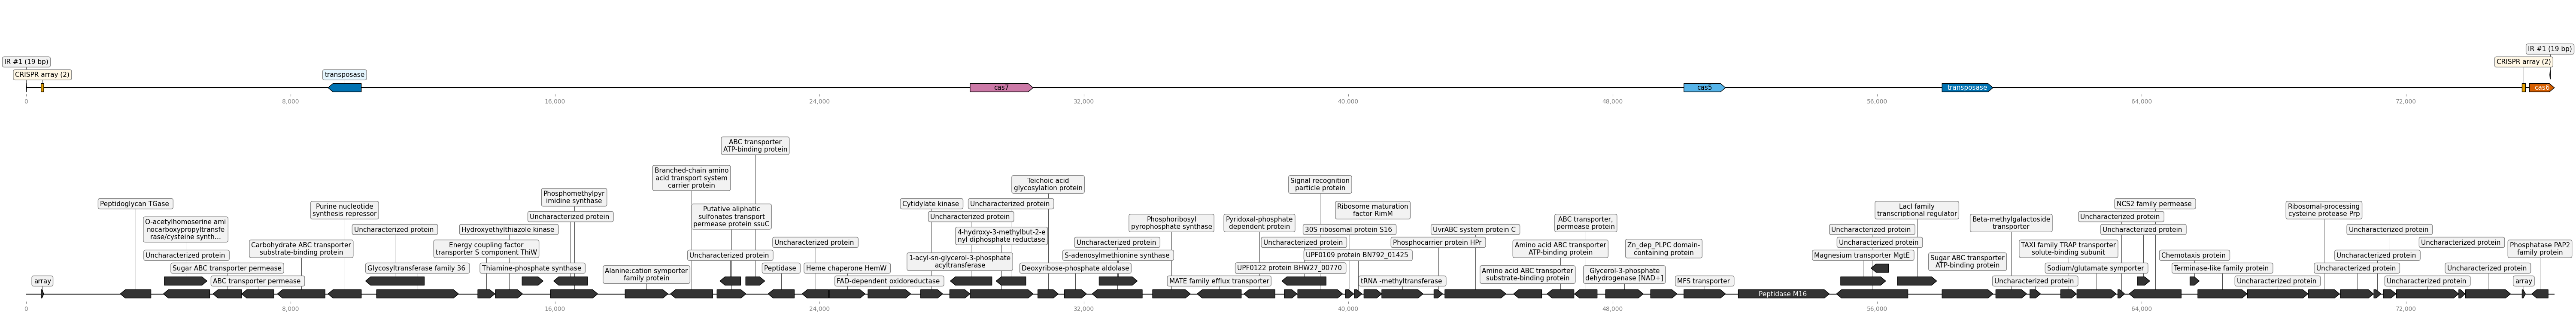 IR #1 (19 bp)
IR #1 (19 bp)
CRISPR array (2)
CRISPR array (2)
transposase
cas7
cas5
transposase
cas6
0
8,000
16,000
24,000
32,000
40,000
48,000
56,000
64,000
72,000
ABC transporter
ATP-binding protein
Branched-chain amino
acid transport system
carrier protein
Teichoic acid
glycosylation protein
Signal recognition
particle protein
Phosphomethylpyr
imidine synthase
Peptidoglycan TGase
Cytidylate kinase
Uncharacterized protein
NCS2 family permease
Purine nucleotide
synthesis repressor
Putative aliphatic
sulfonates transport
permease protein ssuC
Ribosome maturation
factor RimM
LacI family
transcriptional regulator
Ribosomal-processing
cysteine protease Prp
Uncharacterized protein
Uncharacterized protein
Uncharacterized protein
O-acetylhomoserine ami
nocarboxypropyltransfe
rase/cysteine synth...
Phosphoribosyl
pyrophosphate synthase
Pyridoxal-phosphate
dependent protein
ABC transporter,
permease protein
Beta-methylgalactoside
transporter
Uncharacterized protein
Hydroxyethylthiazole kinase
4-hydroxy-3-methylbut-2-e
nyl diphosphate reductase
30S ribosomal protein S16
UvrABC system protein C
Uncharacterized protein
Uncharacterized protein
Uncharacterized protein
Carbohydrate ABC transporter
substrate-binding protein
Energy coupling factor
transporter S component ThiW
Uncharacterized protein
Uncharacterized protein
Uncharacterized protein
Phosphocarrier protein HPr
Amino acid ABC transporter
ATP-binding protein
Zn_dep_PLPC domain-
containing protein
Uncharacterized protein
TAXI family TRAP transporter
solute-binding subunit
Uncharacterized protein
Phosphatase PAP2
family protein
Uncharacterized protein
Uncharacterized protein
1-acyl-sn-glycerol-3-phosphate
acyltransferase
S-adenosylmethionine synthase
UPF0109 protein BN792_01425
Magnesium transporter MgtE
Sugar ABC transporter
ATP-binding protein
Chemotaxis protein
Uncharacterized protein
Sugar ABC transporter permease
Glycosyltransferase family 36
Thiamine-phosphate synthase
Alanine:cation symporter
family protein
Peptidase
Heme chaperone HemW
Deoxyribose-phosphate aldolase
UPF0122 protein BHW27_00770
Amino acid ABC transporter
substrate-binding protein
Glycerol-3-phosphate
dehydrogenase [NAD+]
Sodium/glutamate symporter
Terminase-like family protein
Uncharacterized protein
Uncharacterized protein
array
ABC transporter permease
FAD-dependent oxidoreductase
MATE family efflux transporter
tRNA -methyltransferase
MFS transporter
Uncharacterized protein
Uncharacterized protein
Uncharacterized protein
array
Peptidase M16
0
8,000
16,000
24,000
32,000
40,000
48,000
56,000
64,000
72,000